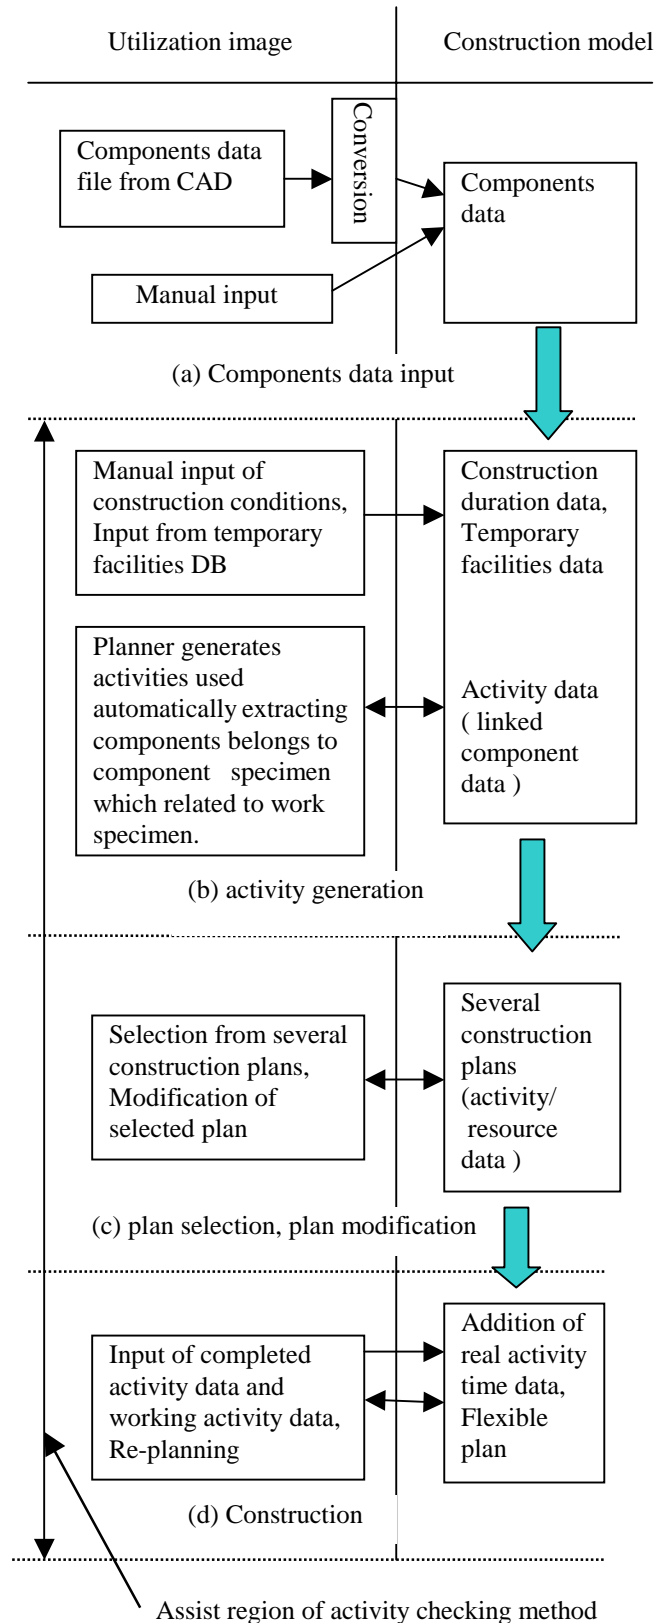 Utilization image
Construction model
Components data
file from CAD
Conversion
Components
data
Manual input
(a) Components data input
Manual input of
construction conditions,
Input from temporary
facilities DB
Construction
duration data,
Temporary
facilities data
Planner generates
activities used
automatically extracting
components belongs to
component specimen
which related to work
specimen.
Activity data
( linked
component
data )
(b) activity generation
Selection from several
construction plans,
Modification of
selected plan
Several
construction
plans
(activity/
resource
data )
(c) plan selection, plan modification
Input of completed
activity data and
working activity data,
Re-planning
Addition of
real activity
time data,
Flexible
plan
(d) Construction
Assist region of activity checking method